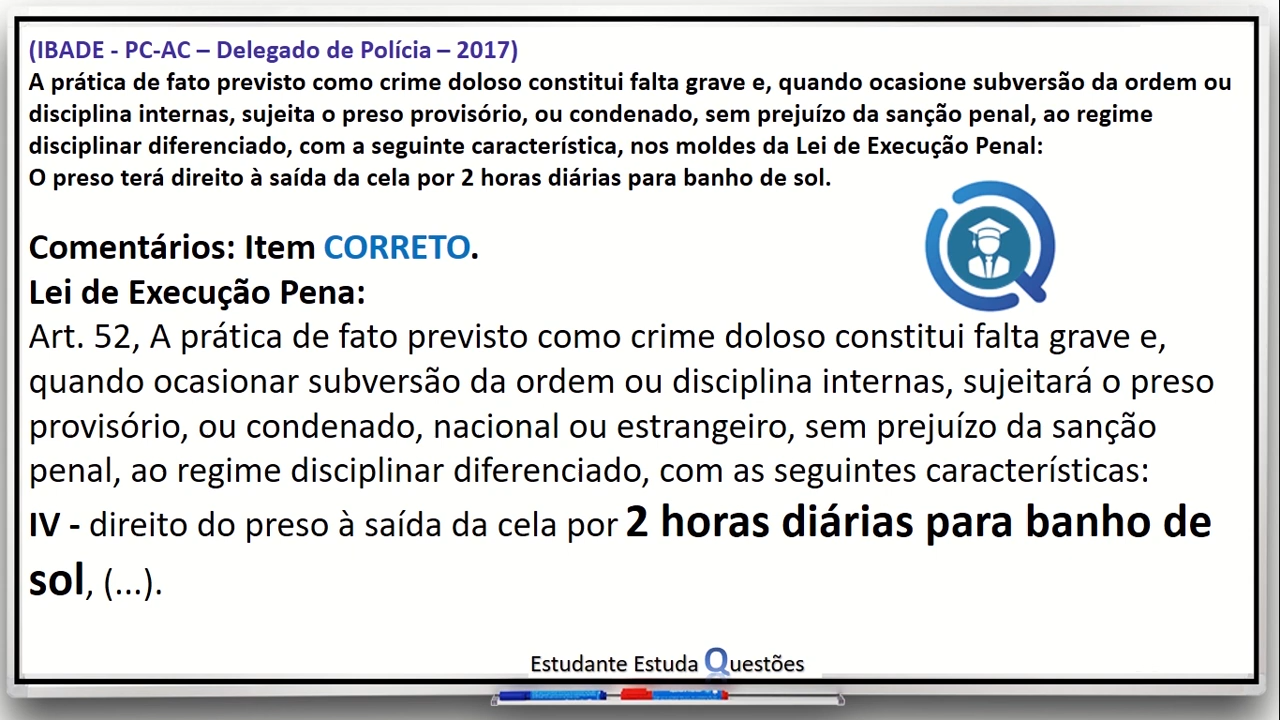 (IBADE - PC-AC – Delegado de Polícia – 2017)
A prática de fato previsto como crime doloso constitui falta grave e, quando ocasione subversão da ordem ou
disciplina internas, sujeita o preso provisório, ou condenado, sem prejuízo da sanção penal, ao regime
disciplinar diferenciado, com a seguinte característica, nos moldes da Lei de Execução Penal:
O preso terá direito à saída da cela por 2 horas diárias para banho de sol.
Comentários: Item CORRETO.
Lei de Execução Pena:
Art. 52, A prática de fato previsto como crime doloso constitui falta grave e,
quando ocasionar subversão da ordem ou disciplina internas, sujeitará o preso
provisório, ou condenado, nacional ou estrangeiro, sem prejuízo da sanção
penal, ao regime disciplinar diferenciado, com as seguintes características:
IV - direito do preso à saída da cela por 2 horas diárias para banho de
sol, (...).
Estudante Estuda Questões